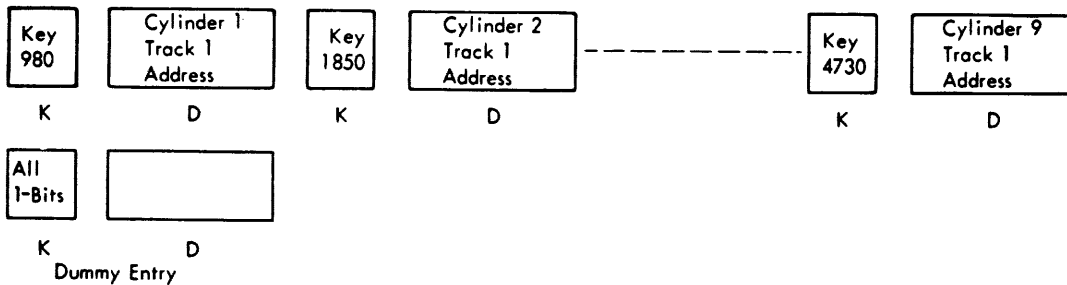 Key
980
Cylinder 1
Track 1
Address
Key
1850
Cylinder 2
Track 1
Address
Key
4730
Cylinder 9
Track 1
Address
K
D
K
D
K
D
All
1-Bits
K
D
Dummy Entry